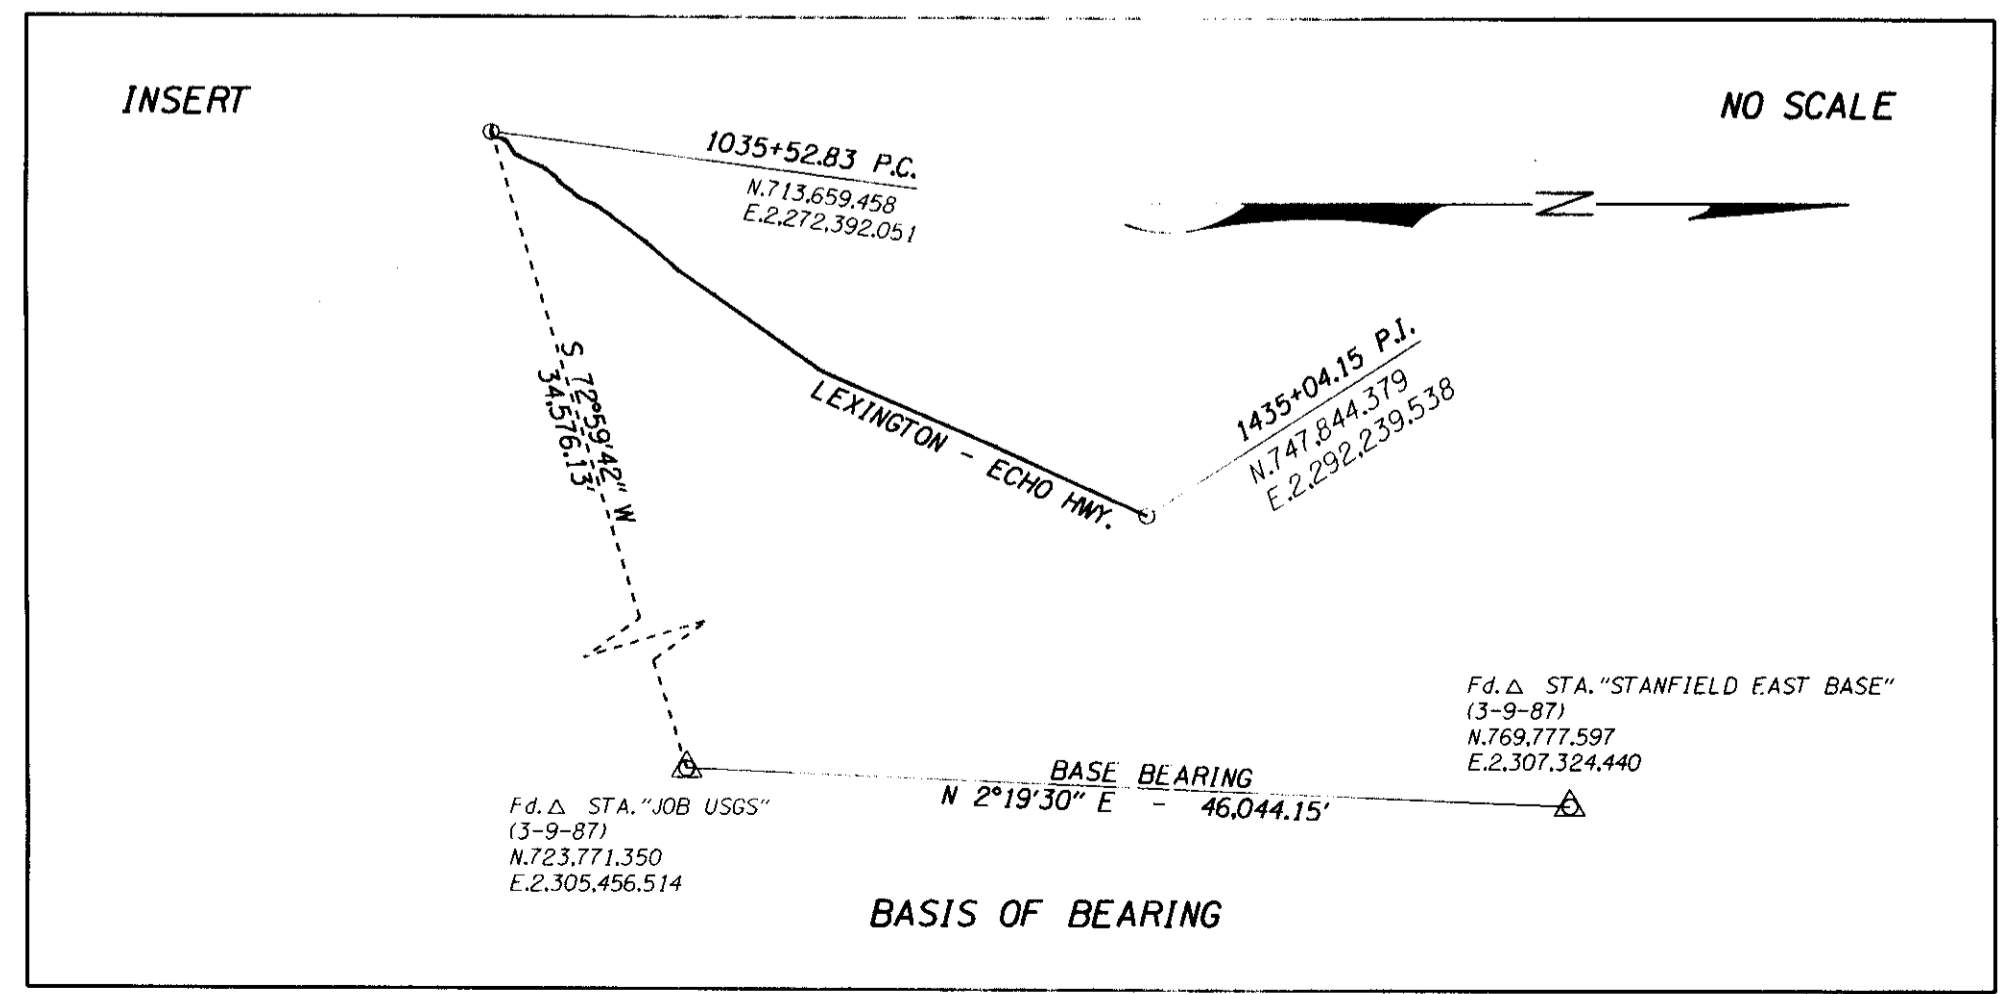 INSERT
NO SCALE
1035+52.83 P.C.
N.713,659.458
E.2,272,392.051
N
S 72°59'42" W
34,576.13'
LEXINGTON - ECHO HWY.
1435+04.15 P.I.
N.747,844.379
E.2,292,239.538
Fd.△ STA."STANFIELD EAST BASE"
(3-9-87)
N.769,777.597
E.2,307,324.440
BASE BEARING
N 2°19'30" E - 46,044.15'
Fd.△ STA."JOB USGS"
(3-9-87)
N.723,771.350
E.2,305,456.514
BASIS OF BEARING